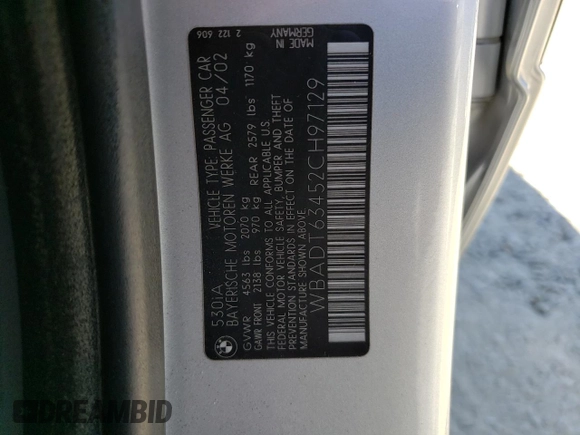 530iA VEHICLE TYPE: PASSENGER CAR
BAYERISCHE MOTOREN WERKE AG 04/02
GVWR 4563 lbs 2070 kg
GAWR FRONT 2138 lbs 970 kg REAR 2579 lbs 1170 kg
THIS VEHICLE CONFORMS TO ALL APPLICABLE U.S.
FEDERAL MOTOR VEHICLE SAFETY, BUMPER AND THEFT
PREVENTION STANDARDS IN EFFECT ON THE DATE OF
MANUFACTURE SHOWN ABOVE.
WBADT63452CH97129
2 122 606
MADE IN
GERMANY
BMW
DREAMBID